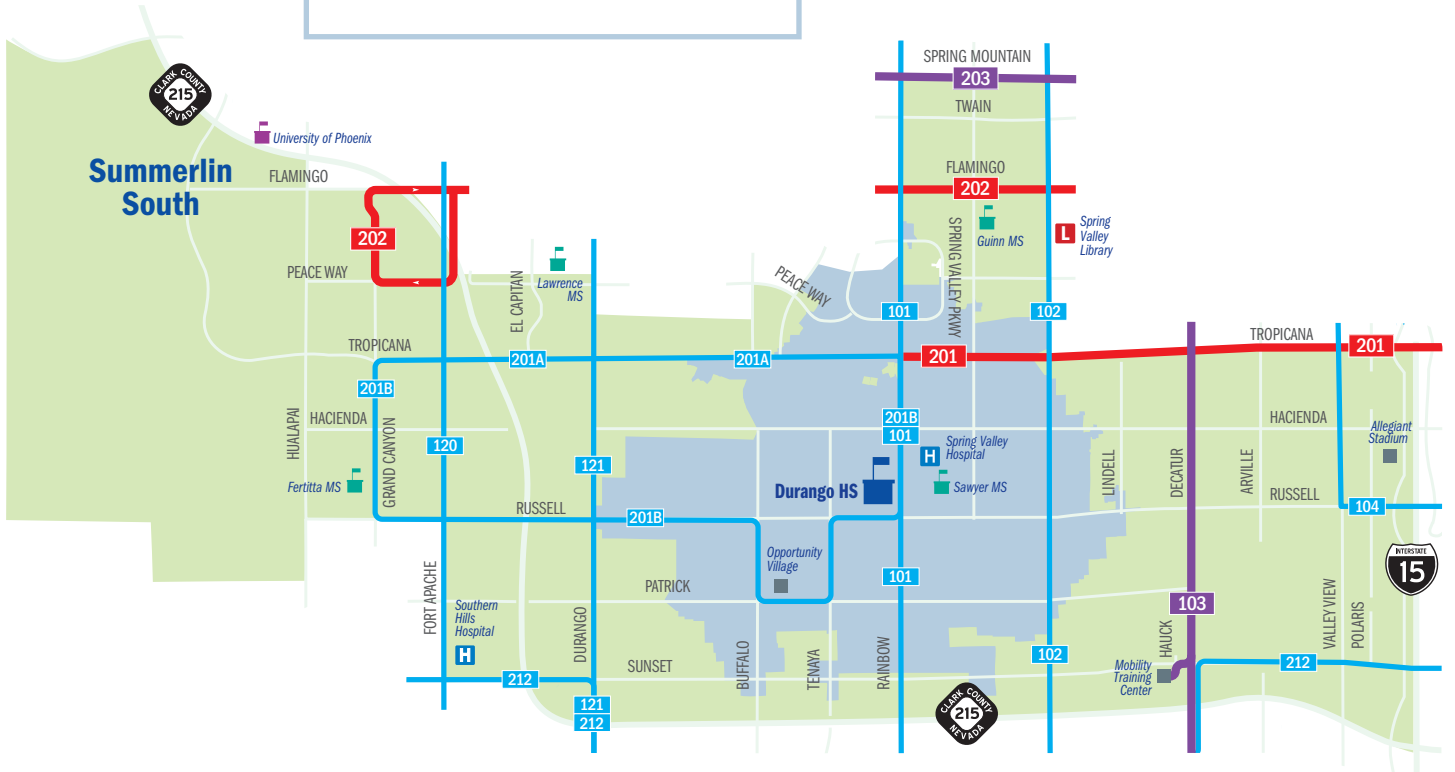 SPRING MOUNTAIN
203
TWAIN
CLARK COUNTY
215
NEVADA
University of Phoenix
Summerlin
South
FLAMINGO
202
PEACE WAY
FLAMINGO
202
Guinn MS
L
Spring
Valley
Library
SPRING VALLEY PKWY
EL CAPITAN
Lawrence
MS
PEACE WAY
101
102
TROPICANA
201A
201A
201
TROPICANA
201
201B
HUALAPAI
HACIENDA
GRAND CANYON
120
121
201B
101
H
Spring Valley
Hospital
HACIENDA
Allegiant
Stadium
Fertitta MS
Durango HS
Sawyer MS
LINDELL
DECATUR
ARVILLE
RUSSELL
201B
RUSSELL
104
INTERSTATE
15
Opportunity
Village
101
PATRICK
FORT APACHE
Southern
Hills
Hospital
H
DURANGO
103
VALLEY VIEW
POLARIS
SUNSET
BUFFALO
TENAYA
RAINBOW
102
HAUCK
212
Mobility
Training
Center
212
121
212
CLARK COUNTY
215
NEVADA